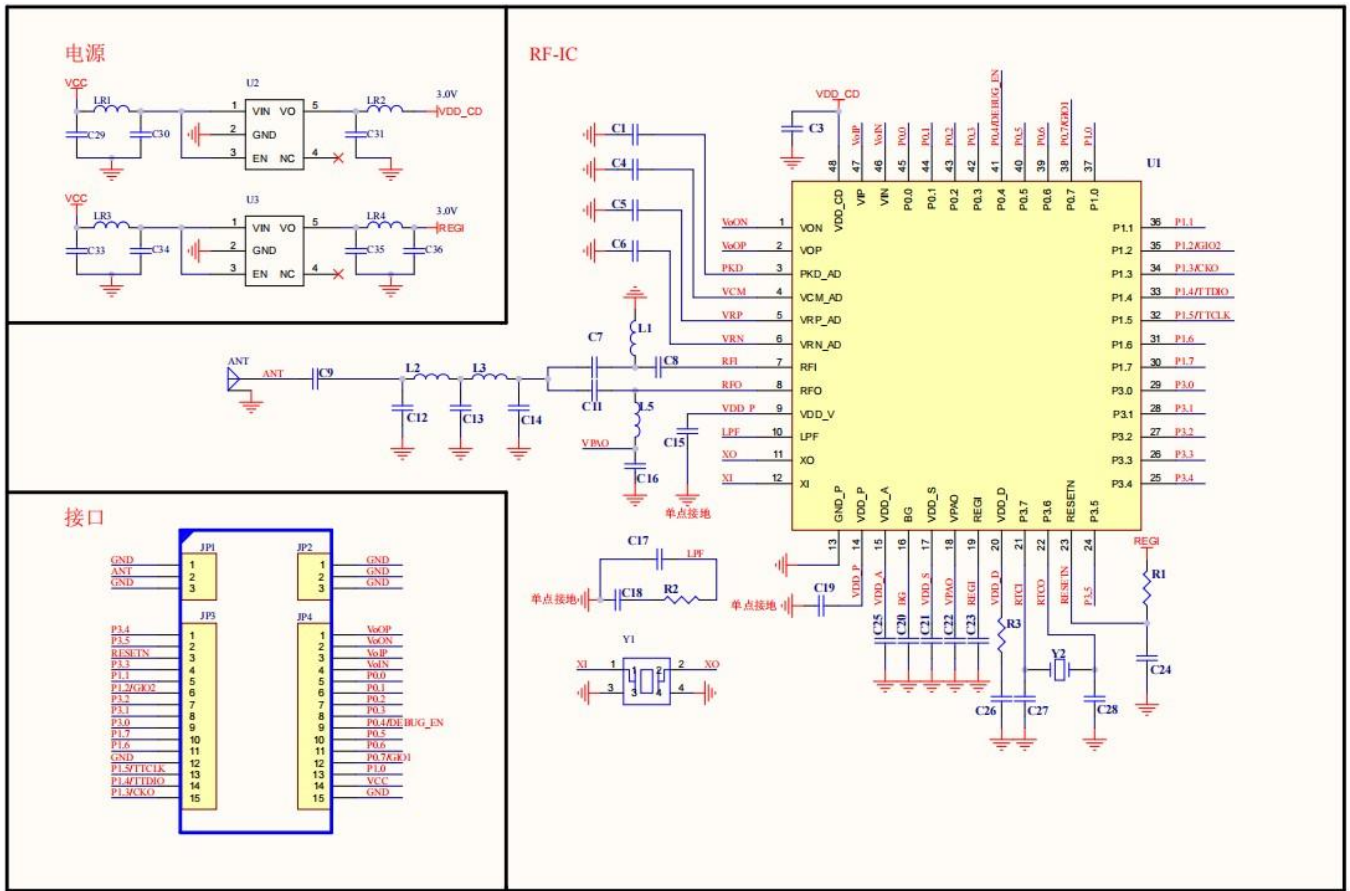 电源
VCC
LR1
C29
C30
U2
1 VIN VO 5
2 GND
3 EN NC 4
LR2
3.0V
VDD_CD
C31
VCC
LR3
C33
C34
U3
1 VIN VO 5
2 GND
3 EN NC 4
LR4
3.0V
REGI
C35
C36
RF-IC
C1
C4
C5
C6
VDD_CD
C3
VoIP
VoIN
P0.0
P0.1
P0.2
P0.3
P0.4/DEBUG_EN
P0.5
P0.6
P0.7/GIO1
P1.0
48 47 46 45 44 43 42 41 40 39 38 37
U1
VDD_CD VIP VIN P0.0 P0.1 P0.2 P0.3 P0.4 P0.5 P0.6 P0.7 P1.0
VoON 1 VON
VoOP 2 VOP
PKD 3 PKD_AD
VCM 4 VCM_AD
VRP 5 VRP_AD
VRN 6 VRN_AD
RFI 7 RFI
RFO 8 RFO
VDD_P 9 VDD_V
LPF 10 LPF
XO 11 XO
XI 12 XI
P1.1 36 P1.1
P1.2 35 P1.2/GIO2
P1.3 34 P1.3/CKO
P1.4 33 P1.4/TTDIO
P1.5 32 P1.5/TTCLK
P1.6 31 P1.6
P1.7 30 P1.7
P3.0 29 P3.0
P3.1 28 P3.1
P3.2 27 P3.2
P3.3 26 P3.3
P3.4 25 P3.4
GND_P VDD_P VDD_A BG VDD_S VPAO REGI VDD_D P3.7 P3.6 RESETN P3.5
13 14 15 16 17 18 19 20 21 22 23 24
VDD_P VDD_A BG VDD_S VPAO REGI VDD_D RTCI RTCO RESETN P3.5
ANT
ANT
C9
L2
L3
C12
C13
C14
C7
C11
L1
C8
L5
VPAO
C16
C15
单点接地
C17
LPF
单点接地
C18
R2
单点接地
C19
C25 C20 C21 C22 C23
R3
C26
C27
Y2
C28
REGI
R1
C24
Y1
XI 1 1 2 2 XO
3 3 4 4
接口
JP1
GND 1
ANT 2
GND 3
JP2
1 GND
2 GND
3 GND
JP3
P3.4 1
P3.5 2
RESETN 3
P3.3 4
P1.1 5
P1.2/GIO2 6
P3.2 7
P3.1 8
P3.0 9
P1.7 10
P1.6 11
GND 12
P1.5/TTCLK 13
P1.4/TTDIO 14
P1.3/CKO 15
JP4
1 VoOP
2 VoON
3 VoIP
4 VoIN
5 P0.0
6 P0.1
7 P0.2
8 P0.3
9 P0.4/DEBUG_EN
10 P0.5
11 P0.6
12 P0.7/GIO1
13 P1.0
14 VCC
15 GND